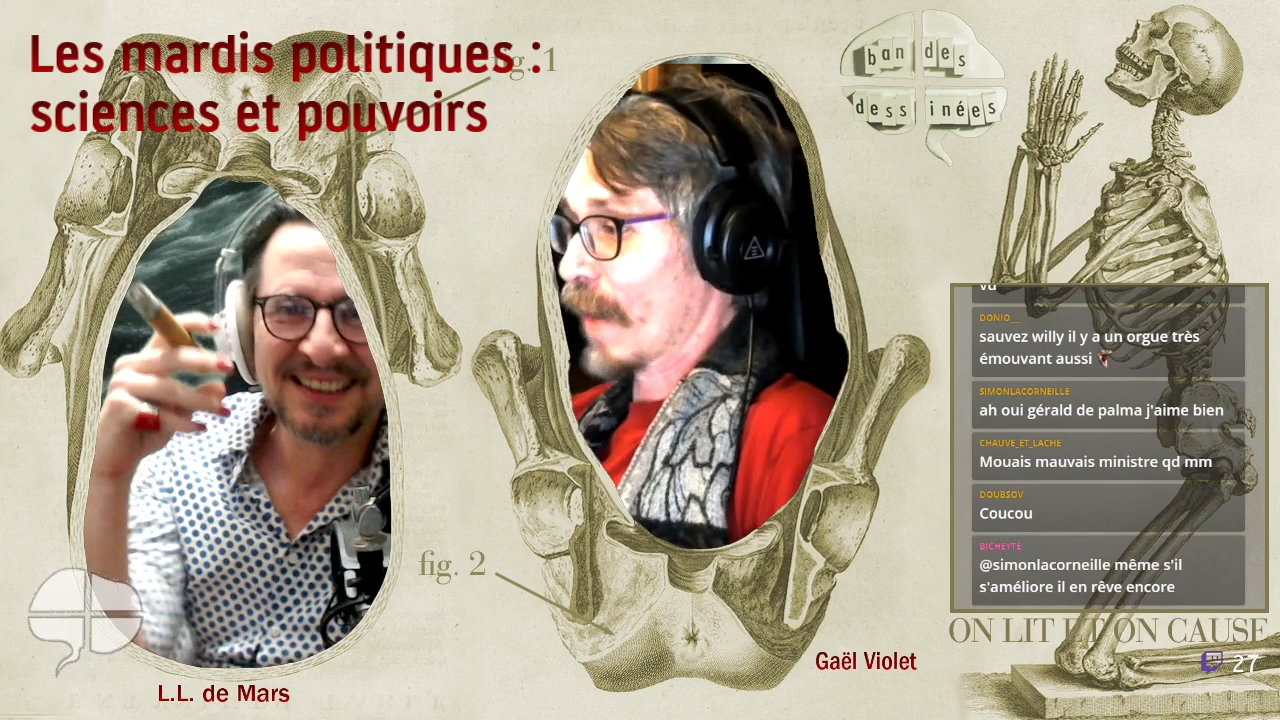 Les mardis politiques :
sciences et pouvoirs
fig. 1
ban des
dess inées
vu
DONIO__
sauvez willy il y a un orgue très
émouvant aussi
SIMONLACORNEILLE
ah oui gérald de palma j'aime bien
CHAUVE_ET_LACHE
Mouais mauvais ministre qd mm
DOUBSOV
Coucou
BICHEYTE
@simonlacorneille même s'il
s'améliore il en rêve encore
fig. 2
ON LIT ET ON CAUSE
27
Gaël Violet
L.L. de Mars